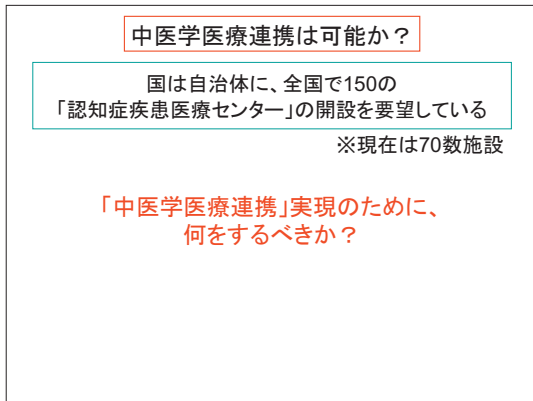 中医学医療連携は可能か？
国は自治体に、全国で150の
「認知症疾患医療センター」の開設を要望している
※現在は70数施設
「中医学医療連携」実現のために、
何をするべきか？